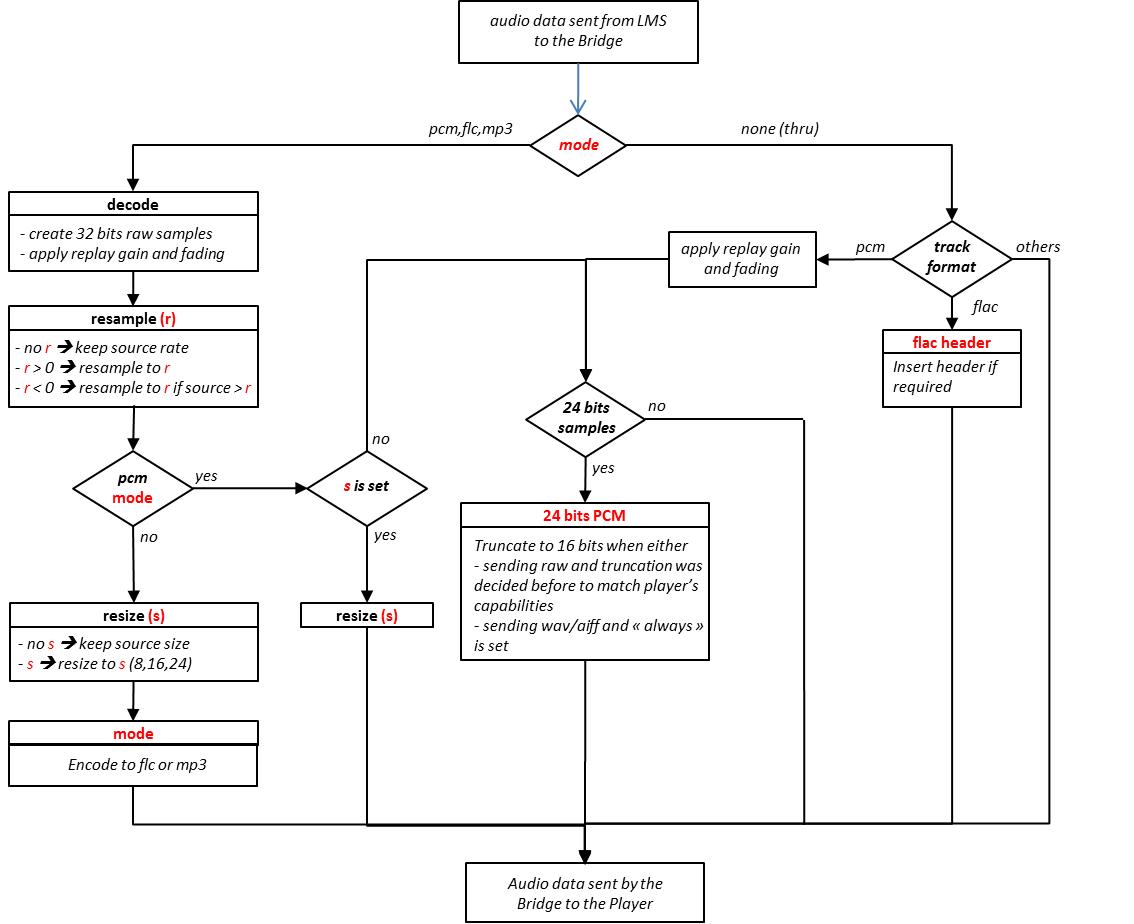 audio data sent from LMS
to the Bridge
pcm,flc,mp3
none (thru)
mode
decode
- create 32 bits raw samples
- apply replay gain and fading
apply replay gain
and fading
pcm
track
format
others
flac
resample (r)
- no r 🡺 keep source rate
- r > 0 🡺 resample to r
- r < 0 🡺 resample to r if source > r
flac header
Insert header if
required
24 bits
samples
no
yes
no
pcm
mode
yes
s is set
no
yes
24 bits PCM
Truncate to 16 bits when either
- sending raw and truncation was
decided before to match player's
capabilities
- sending wav/aiff and « always »
is set
resize (s)
- no s 🡺 keep source size
- s 🡺 resize to s (8,16,24)
resize (s)
mode
Encode to flc or mp3
Audio data sent by the
Bridge to the Player